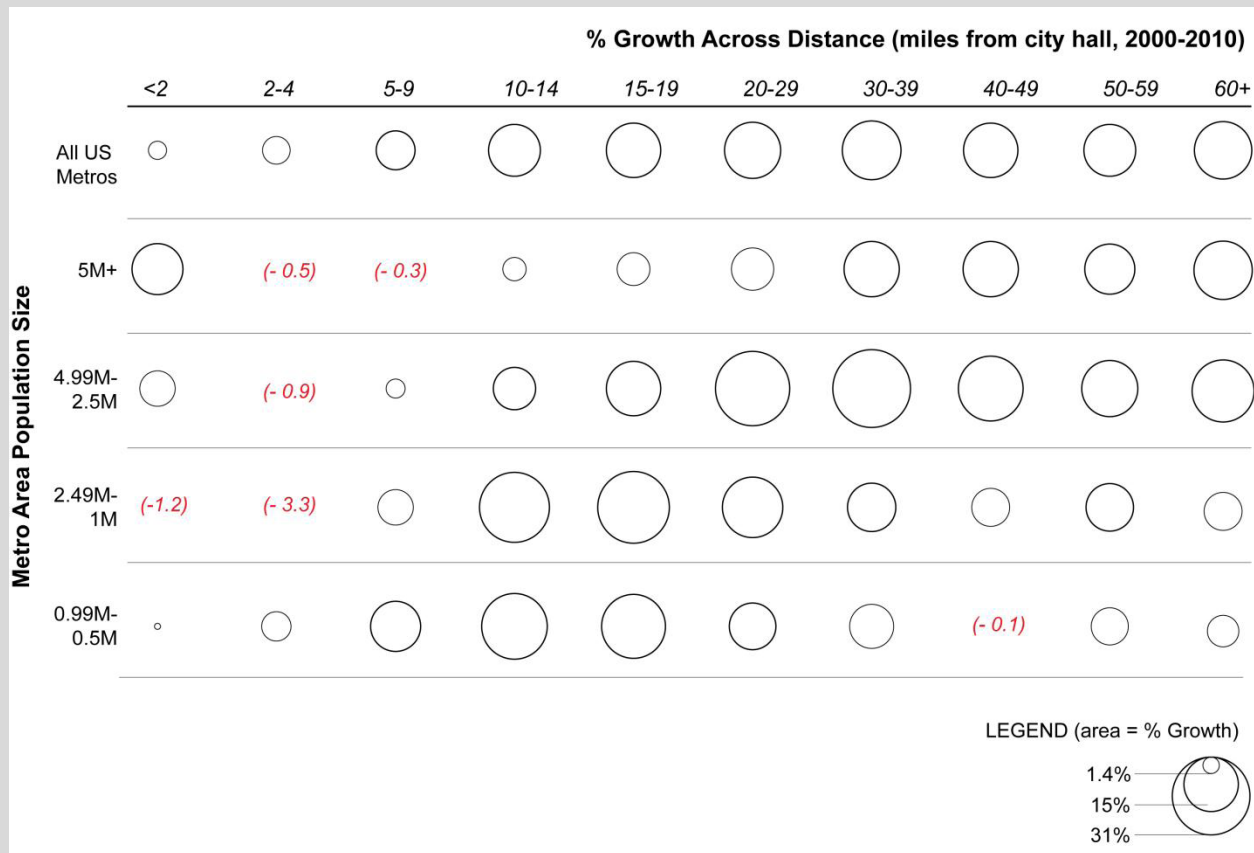 % Growth Across Distance (miles from city hall, 2000-2010)
<2 2-4 5-9 10-14 15-19 20-29 30-39 40-49 50-59 60+
Metro Area Population Size
All US
Metros
5M+ (- 0.5) (- 0.3)
4.99M-
2.5M
(- 0.9)
2.49M-
1M
(-1.2) (- 3.3)
0.99M-
0.5M
(- 0.1)
LEGEND (area = % Growth)
1.4%
15%
31%